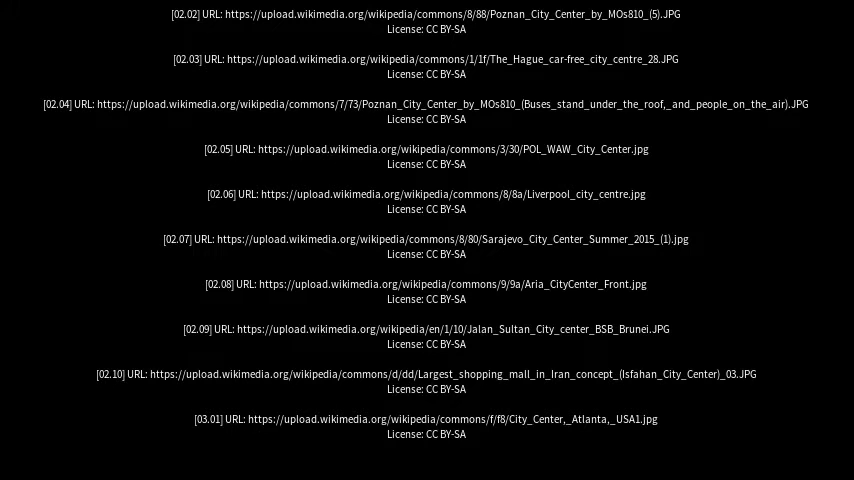 [02.02] URL: https://upload.wikimedia.org/wikipedia/commons/8/88/Poznan_City_Center_by_MOs810_(5).JPG
License: CC BY-SA
[02.03] URL: https://upload.wikimedia.org/wikipedia/commons/1/1f/The_Hague_car-free_city_centre_28.JPG
License: CC BY-SA
[02.04] URL: https://upload.wikimedia.org/wikipedia/commons/7/73/Poznan_City_Center_by_MOs810_(Buses_stand_under_the_roof,_and_people_on_the_air).JPG
License: CC BY-SA
[02.05] URL: https://upload.wikimedia.org/wikipedia/commons/3/30/POL_WAW_City_Center.jpg
License: CC BY-SA
[02.06] URL: https://upload.wikimedia.org/wikipedia/commons/8/8a/Liverpool_city_centre.jpg
License: CC BY-SA
[02.07] URL: https://upload.wikimedia.org/wikipedia/commons/8/80/Sarajevo_City_Center_Summer_2015_(1).jpg
License: CC BY-SA
[02.08] URL: https://upload.wikimedia.org/wikipedia/commons/9/9a/Aria_CityCenter_Front.jpg
License: CC BY-SA
[02.09] URL: https://upload.wikimedia.org/wikipedia/en/1/10/Jalan_Sultan_City_center_BSB_Brunei.JPG
License: CC BY-SA
[02.10] URL: https://upload.wikimedia.org/wikipedia/commons/d/dd/Largest_shopping_mall_in_Iran_concept_(Isfahan_City_Center)_03.JPG
License: CC BY-SA
[03.01] URL: https://upload.wikimedia.org/wikipedia/commons/f/f8/City_Center,_Atlanta,_USA1.jpg
License: CC BY-SA